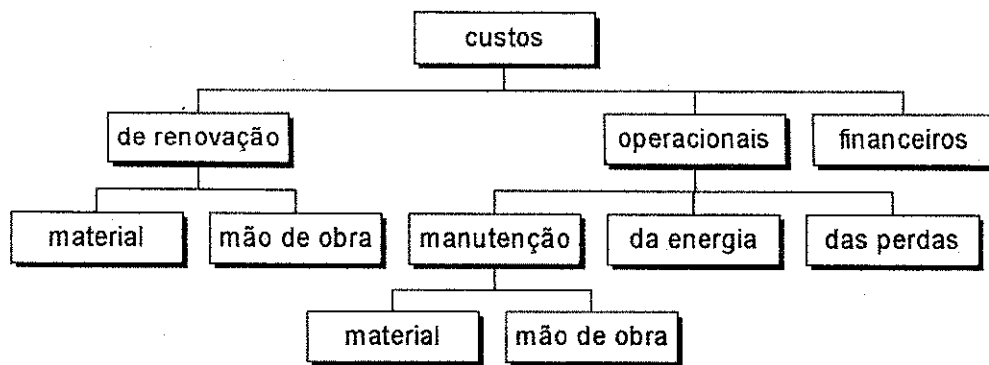 custos
de renovação
operacionais
financeiros
material
mão de obra
manutenção
da energia
das perdas
material
mão de obra